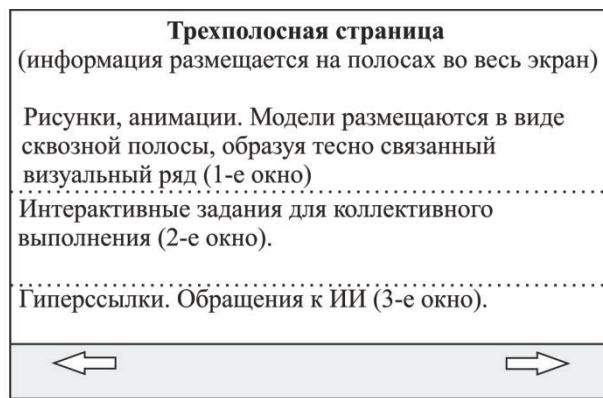 Трехполосная страница
(информация размещается на полосах во весь экран)
Рисунки, анимации. Модели размещаются в виде
сквозной полосы, образуя тесно связанный
визуальный ряд (1-е окно)
Интерактивные задания для коллективного
выполнения (2-е окно).
Гиперссылки. Обращения к ИИ (3-е окно).